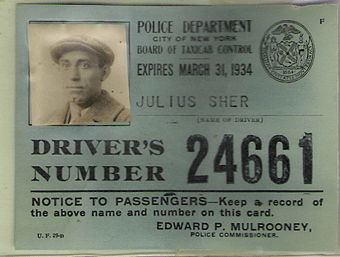 POLICE DEPARTMENT
CITY OF NEW YORK
BOARD OF TAXICAB CONTROL
EXPIRES MARCH 31, 1934
F
JULIUS SHER
(NAME OF DRIVER)
DRIVER'S
NUMBER
24661
NOTICE TO PASSENGERS—Keep a record of
the above name and number on this card.
EDWARD P. MULROONEY,
POLICE COMMISSIONER.